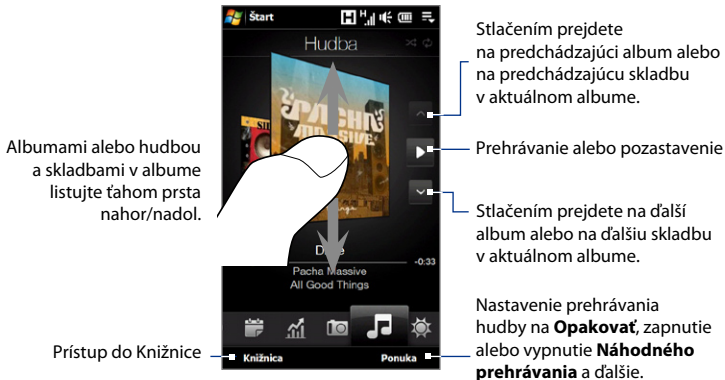 Štart
Hudba
PACHA
MASSIVE
-0:33
Pacha Massive
All Good Things
Knižnica
Ponuka
Albumami alebo hudbou
a skladbami v albume
listujte ťahom prsta
nahor/nadol.
Prístup do Knižnice
Stlačením prejdete
na predchádzajúci album alebo
na predchádzajúcu skladbu
v aktuálnom albume.
Prehrávanie alebo pozastavenie
Stlačením prejdete na ďalší
album alebo na ďalšiu skladbu
v aktuálnom albume.
Nastavenie prehrávania
hudby na Opakovať, zapnutie
alebo vypnutie Náhodného
prehrávania a ďalšie.